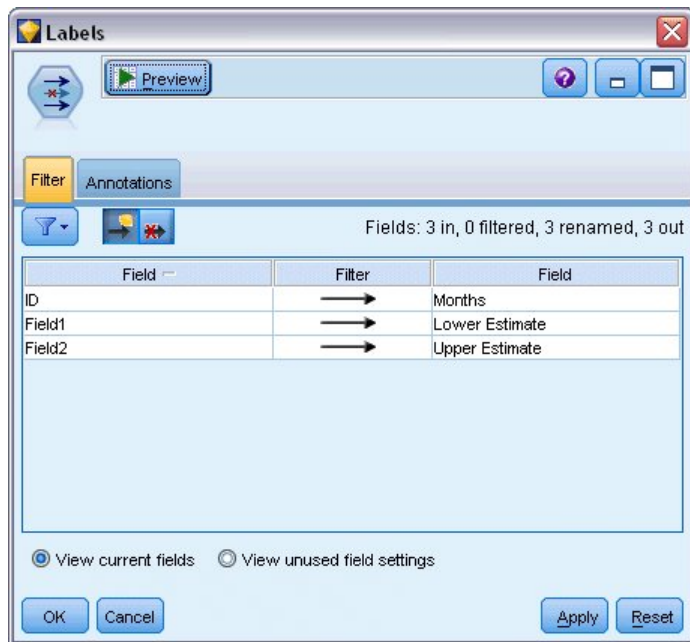 Labels
Preview
Filter Annotations
Fields: 3 in, 0 filtered, 3 renamed, 3 out
Field Filter Field
ID Months
Field1 Lower Estimate
Field2 Upper Estimate
View current fields View unused field settings
OK Cancel Apply Reset